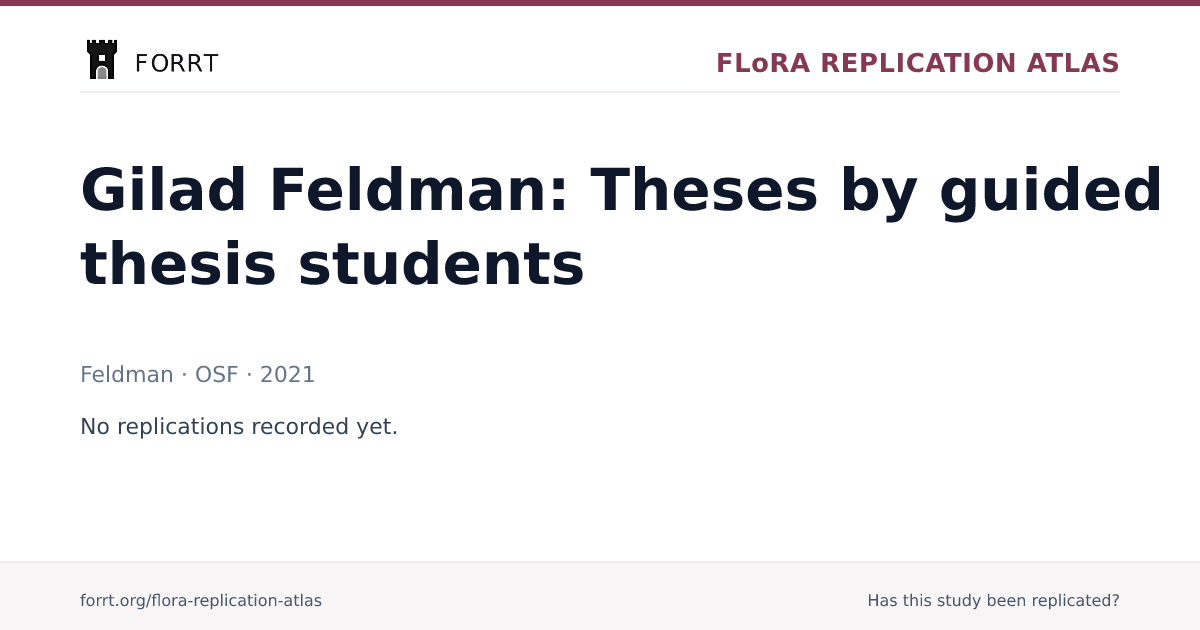 FORRT
FLoRA REPLICATION ATLAS
Gilad Feldman: Theses by guided
thesis students
Feldman · OSF · 2021
No replications recorded yet.
forrt.org/flora-replication-atlas
Has this study been replicated?